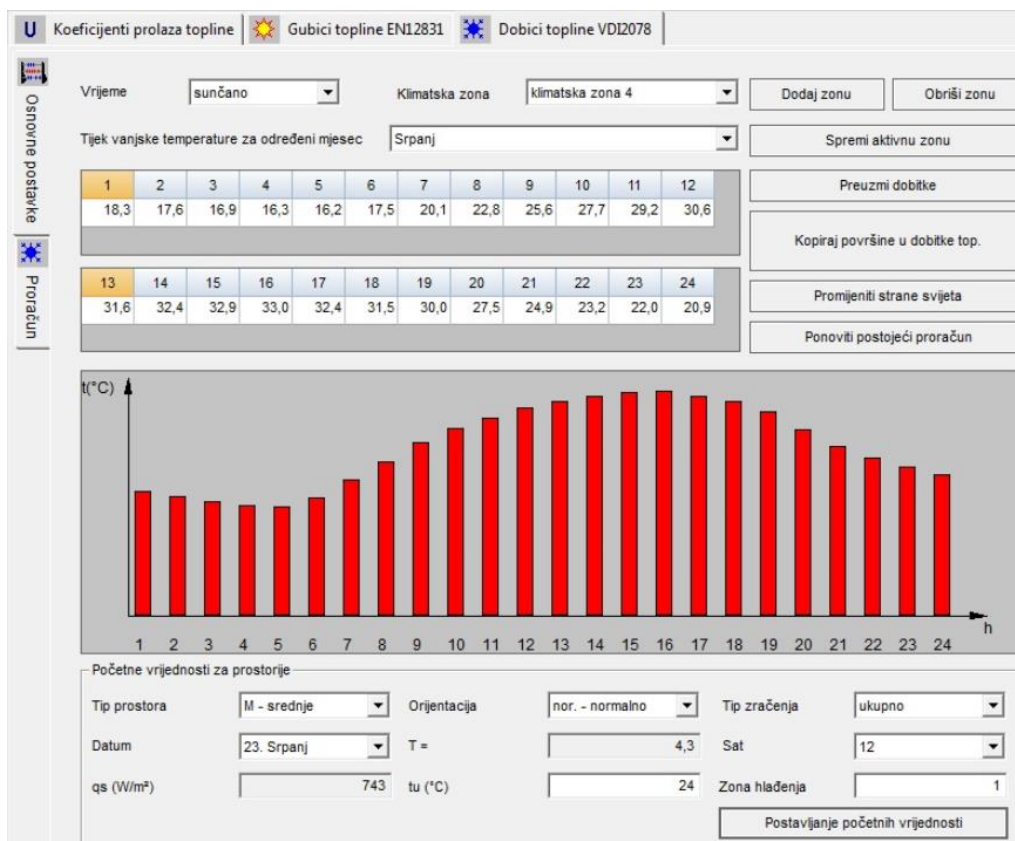 U Koeficijenti prolaza topline Gubici topline EN12831 Dobici topline VDI2078
Osnovne postavke
Proračun
Vrijeme sunčano Klimatska zona klimatska zona 4 Dodaj zonu Obriši zonu
Tijek vanjske temperature za određeni mjesec Srpanj Spremi aktivnu zonu
1 2 3 4 5 6 7 8 9 10 11 12 Preuzmi dobitke
18,3 17,6 16,9 16,3 16,2 17,5 20,1 22,8 25,6 27,7 29,2 30,6
Kopiraj površine u dobitke top.
13 14 15 16 17 18 19 20 21 22 23 24
31,6 32,4 32,9 33,0 32,4 31,5 30,0 27,5 24,9 23,2 22,0 20,9
Promijeniti strane svijeta
Ponoviti postojeći proračun
t(°C)
h
1 2 3 4 5 6 7 8 9 10 11 12 13 14 15 16 17 18 19 20 21 22 23 24
Početne vrijednosti za prostorije
Tip prostora M - srednje Orijentacija nor. - normalno Tip zračenja ukupno
Datum 23. Srpanj T = 4,3 Sat 12
qs (W/m²) 743 tu (°C) 24 Zona hlađenja 1
Postavljanje početnih vrijednosti